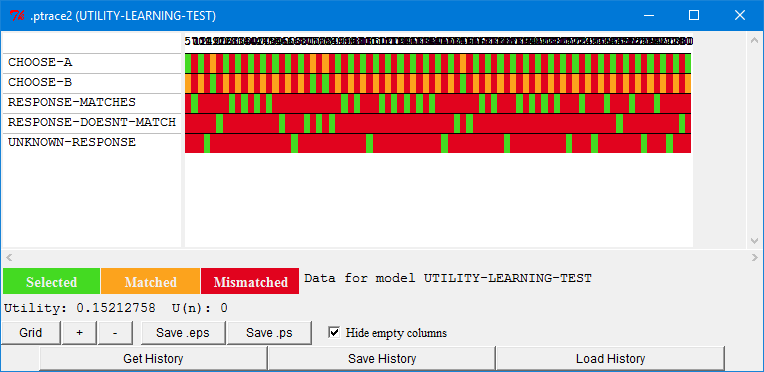 .ptrace2 (UTILITY-LEARNING-TEST)
CHOOSE-A
CHOOSE-B
RESPONSE-MATCHES
RESPONSE-DOESNT-MATCH
UNKNOWN-RESPONSE
Selected Matched Mismatched Data for model UTILITY-LEARNING-TEST
Utility: 0.15212758 U(n): 0
Grid + - Save .eps Save .ps Hide empty columns
Get History Save History Load History